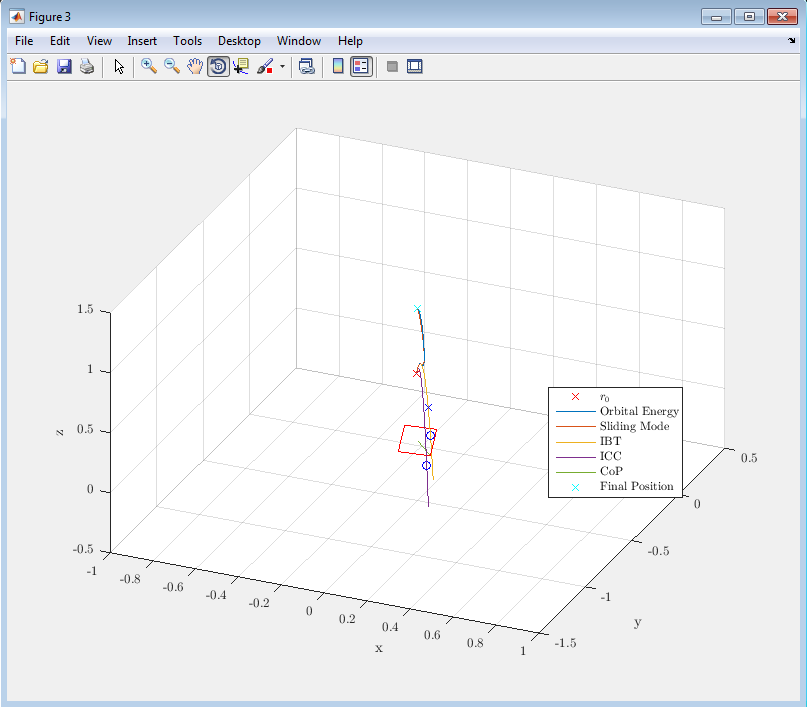 Figure 3
File Edit View Insert Tools Desktop Window Help
1.5
1
0.5
0
-0.5
z
-1
-0.8
-0.6
-0.4
-0.2
0
0.2
0.4
0.6
0.8
1
x
-1.5
-1
-0.5
0
0.5
y
r0
Orbital Energy
Sliding Mode
IBT
ICC
CoP
Final Position